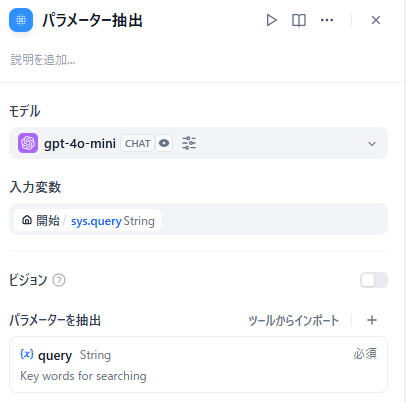 パラメーター抽出
説明を追加...
モデル
gpt-4o-mini CHAT
入力変数
開始 / sys.query String
ビジョン
パラメーターを抽出 ツールからインポート
{x} query String 必須
Key words for searching